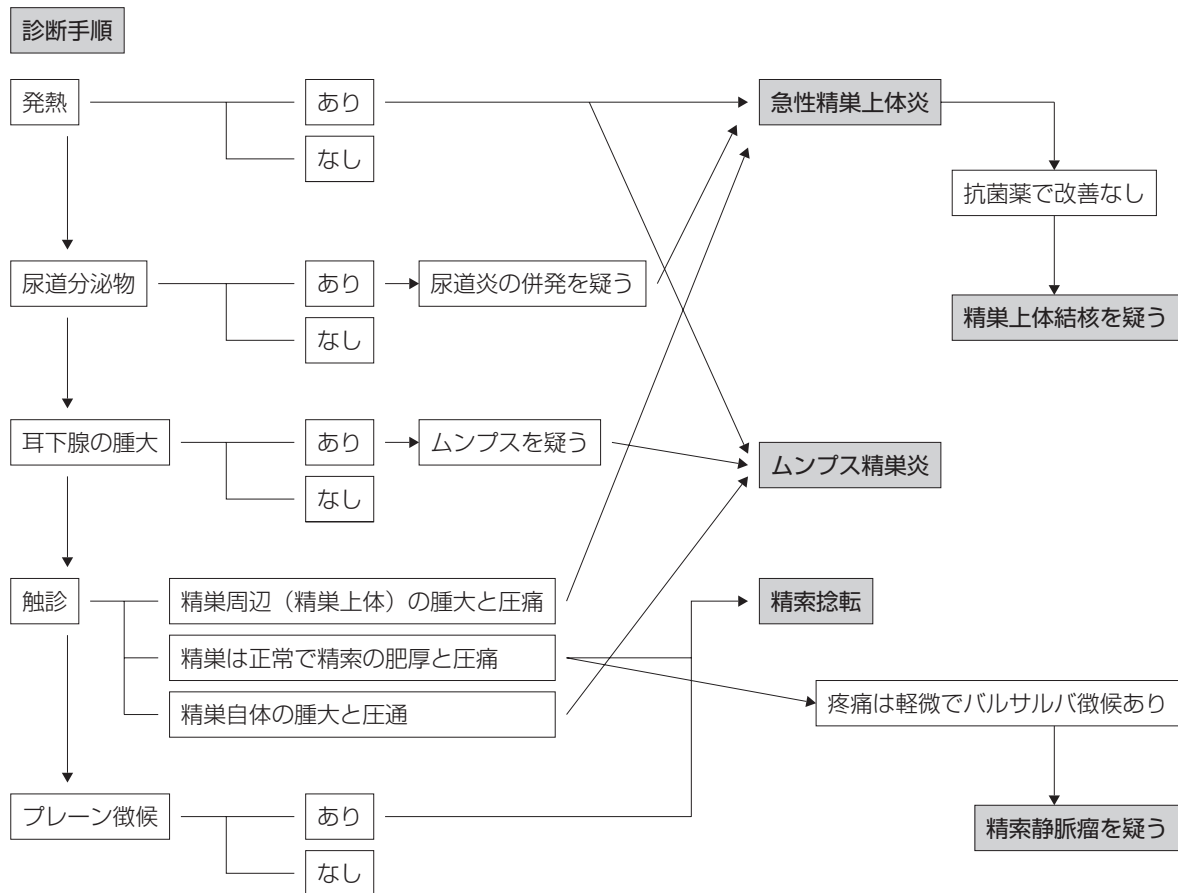 診断手順
発熱
あり
急性精巣上体炎
なし
抗菌薬で改善なし
尿道分泌物
あり
尿道炎の併発を疑う
なし
精巣上体結核を疑う
耳下腺の腫大
あり
ムンプスを疑う
ムンプス精巣炎
なし
触診
精巣周辺（精巣上体）の腫大と圧痛
精索捻転
精巣は正常で精索の肥厚と圧痛
精巣自体の腫大と圧通
疼痛は軽微でバルサルバ徴候あり
プレーン徴候
あり
精索静脈瘤を疑う
なし